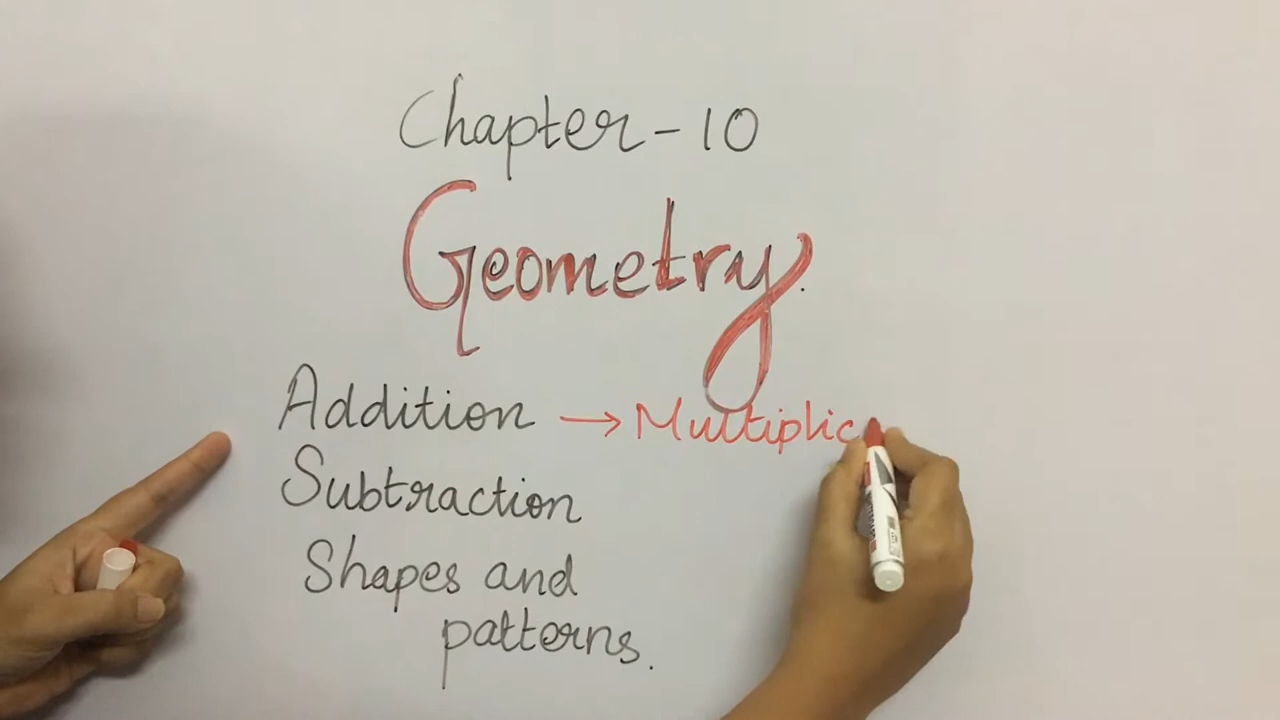 Chapter-10
Geometry.
Addition → Multiplic
Subtraction
Shapes and
patterns.